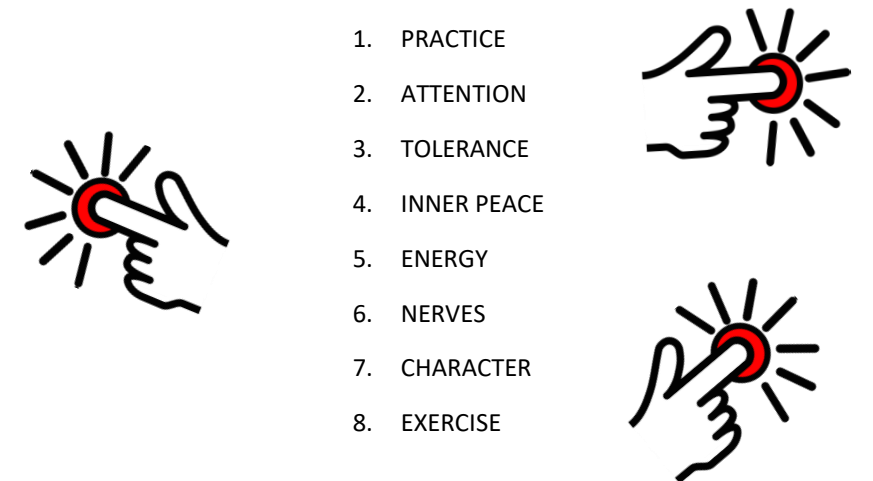 1. PRACTICE
2. ATTENTION
3. TOLERANCE
4. INNER PEACE
5. ENERGY
6. NERVES
7. CHARACTER
8. EXERCISE